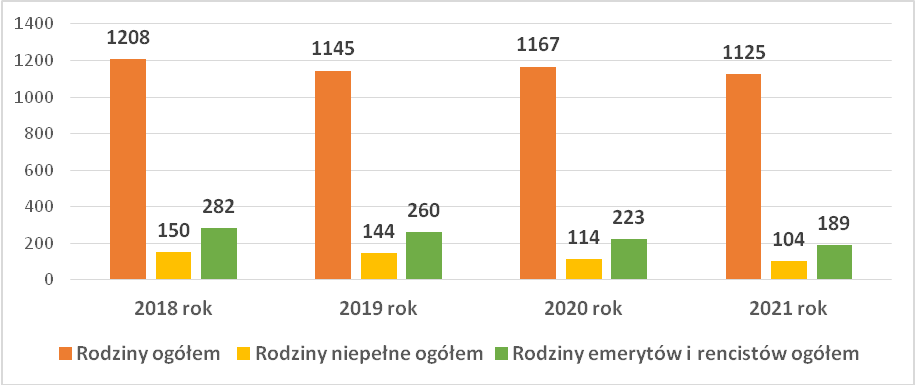 1400
1200
1000
800
600
400
200
0
1208
150
282
1145
144
260
1167
114
223
1125
104
189
2018 rok
2019 rok
2020 rok
2021 rok
Rodziny ogółem
Rodziny niepełne ogółem
Rodziny emerytów i rencistów ogółem